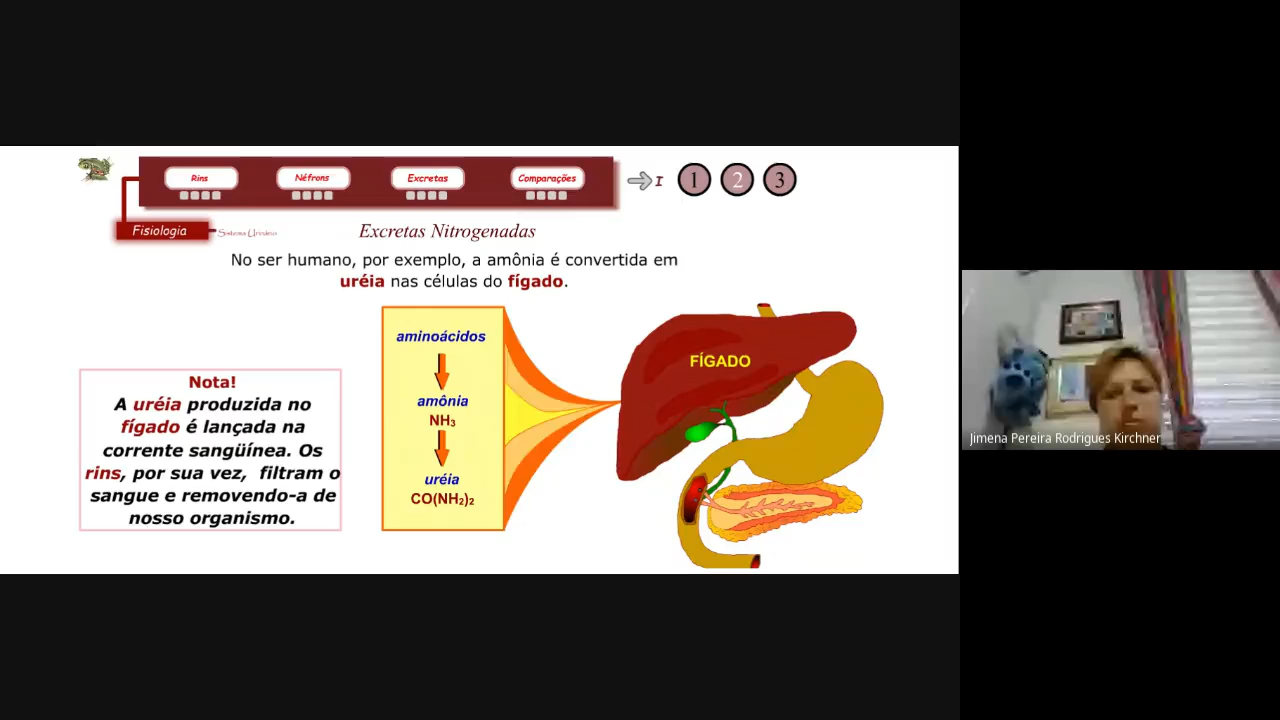 Rins
Néfrons
Excretas
Comparações
I
1
2
3
Fisiologia
Sistema Urinário
Excretas Nitrogenadas
No ser humano, por exemplo, a amônia é convertida em
uréia nas células do fígado.
Nota!
A uréia produzida no
fígado é lançada na
corrente sangüínea. Os
rins, por sua vez, filtram o
sangue e removendo-a de
nosso organismo.
aminoácidos
amônia
NH₃
uréia
CO(NH₂)₂
FÍGADO
Jimena Pereira Rodrigues Kirchner